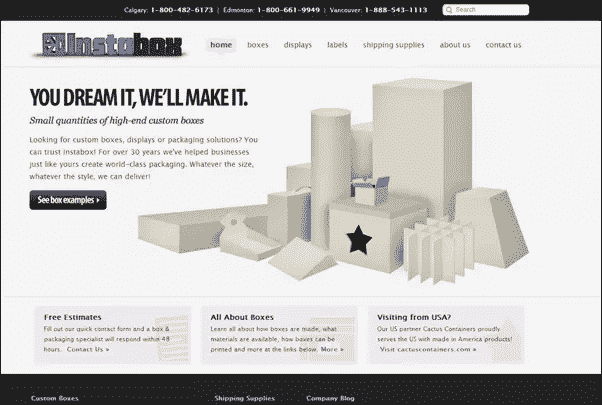 Calgary: 1-800-482-6173 | Edmonton: 1-800-661-9949 | Vancouver: 1-888-543-1113
Search
Instabox
home boxes displays labels shipping supplies about us contact us
YOU DREAM IT, WE'LL MAKE IT.
Small quantities of high-end custom boxes
Looking for custom boxes, displays or packaging solutions? You
can trust instabox! For over 30 years we've helped businesses
just like yours create world-class packaging. Whatever the size,
whatever the style, we can deliver!
See box examples
Free Estimates
Fill out our quick contact form and a box &
packaging specialist will respond within 48
hours. Contact Us »
All About Boxes
Learn all about how boxes are made, what
materials are available, how boxes can be
printed and more at the links below. More »
Visiting from USA?
Our US partner Cactus Containers proudly
serves the US with made in America products!
Visit cactuscontainers.com »
Custom Boxes
Shipping Supplies
Company Blog